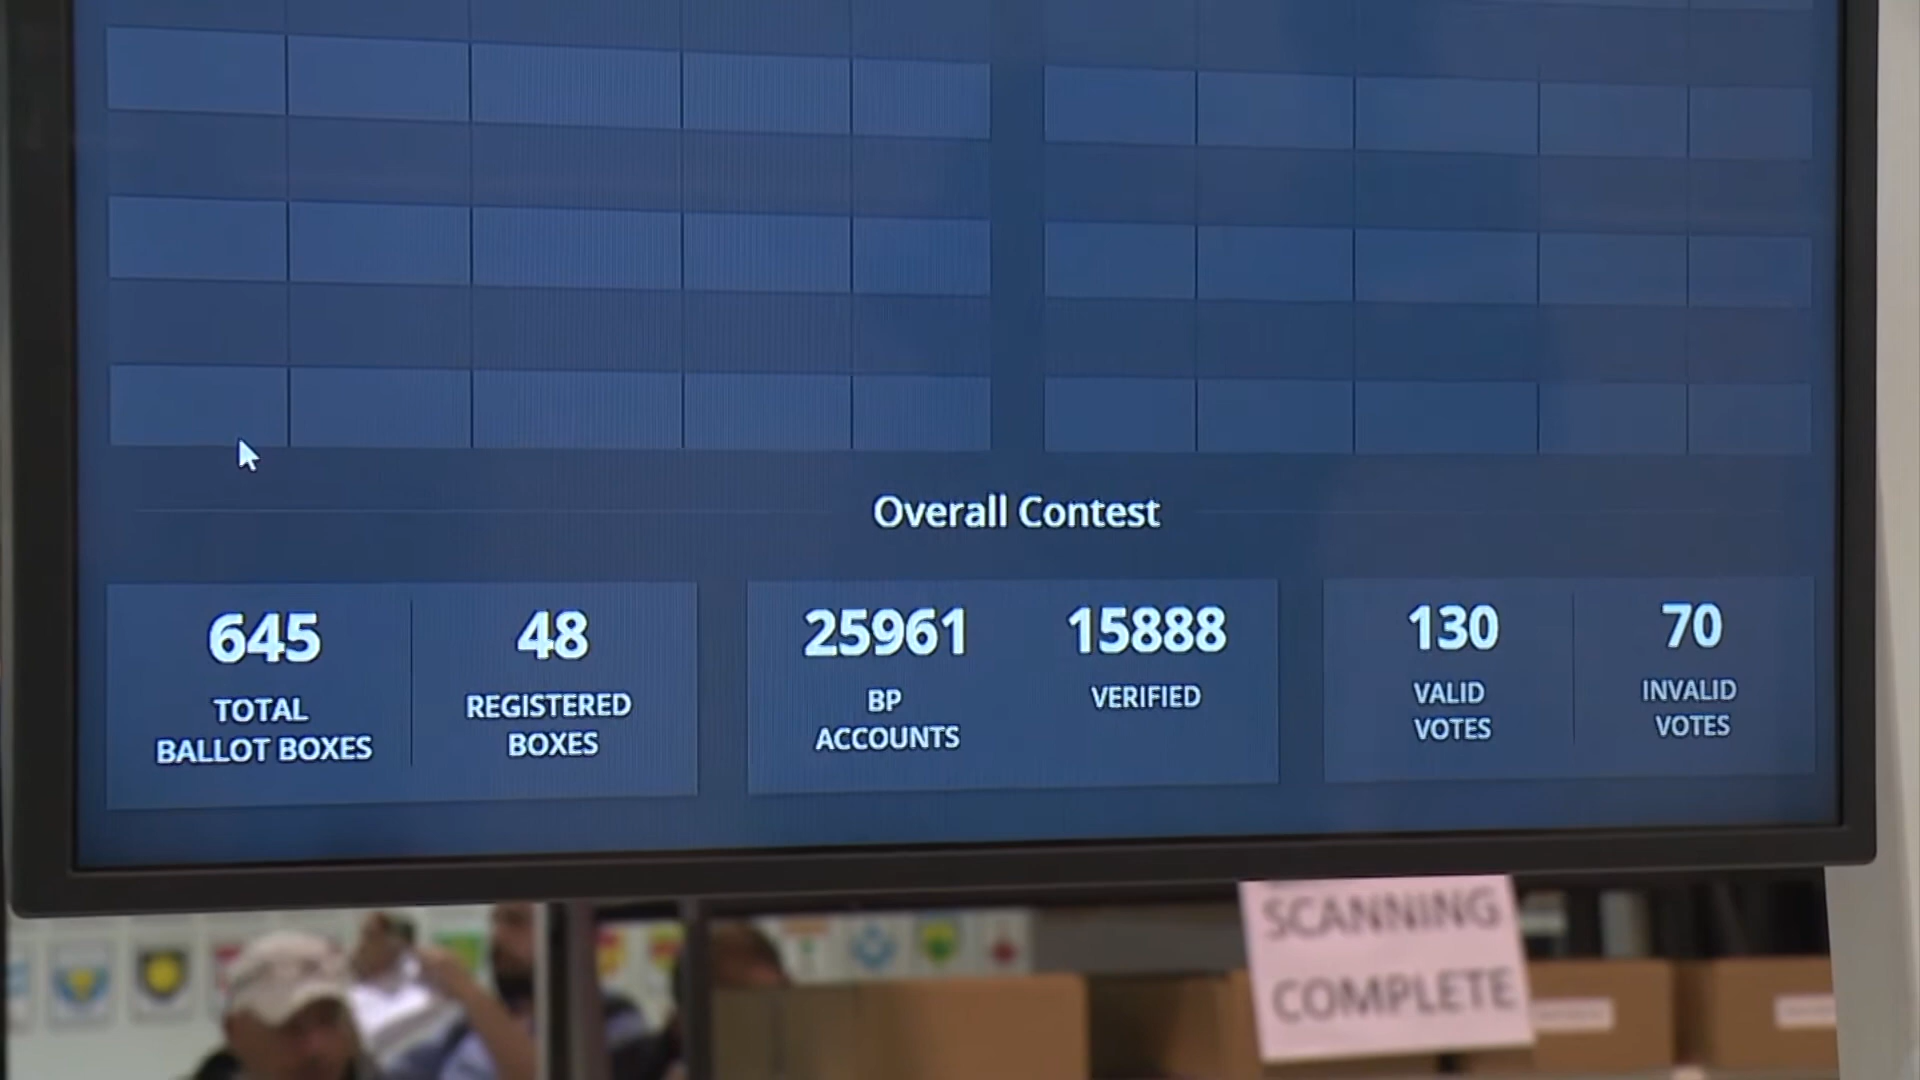 Overall Contest
645
TOTAL
BALLOT BOXES
48
REGISTERED
BOXES
25961
BP
ACCOUNTS
15888
VERIFIED
130
VALID
VOTES
70
INVALID
VOTES
SCANNING
COMPLETE